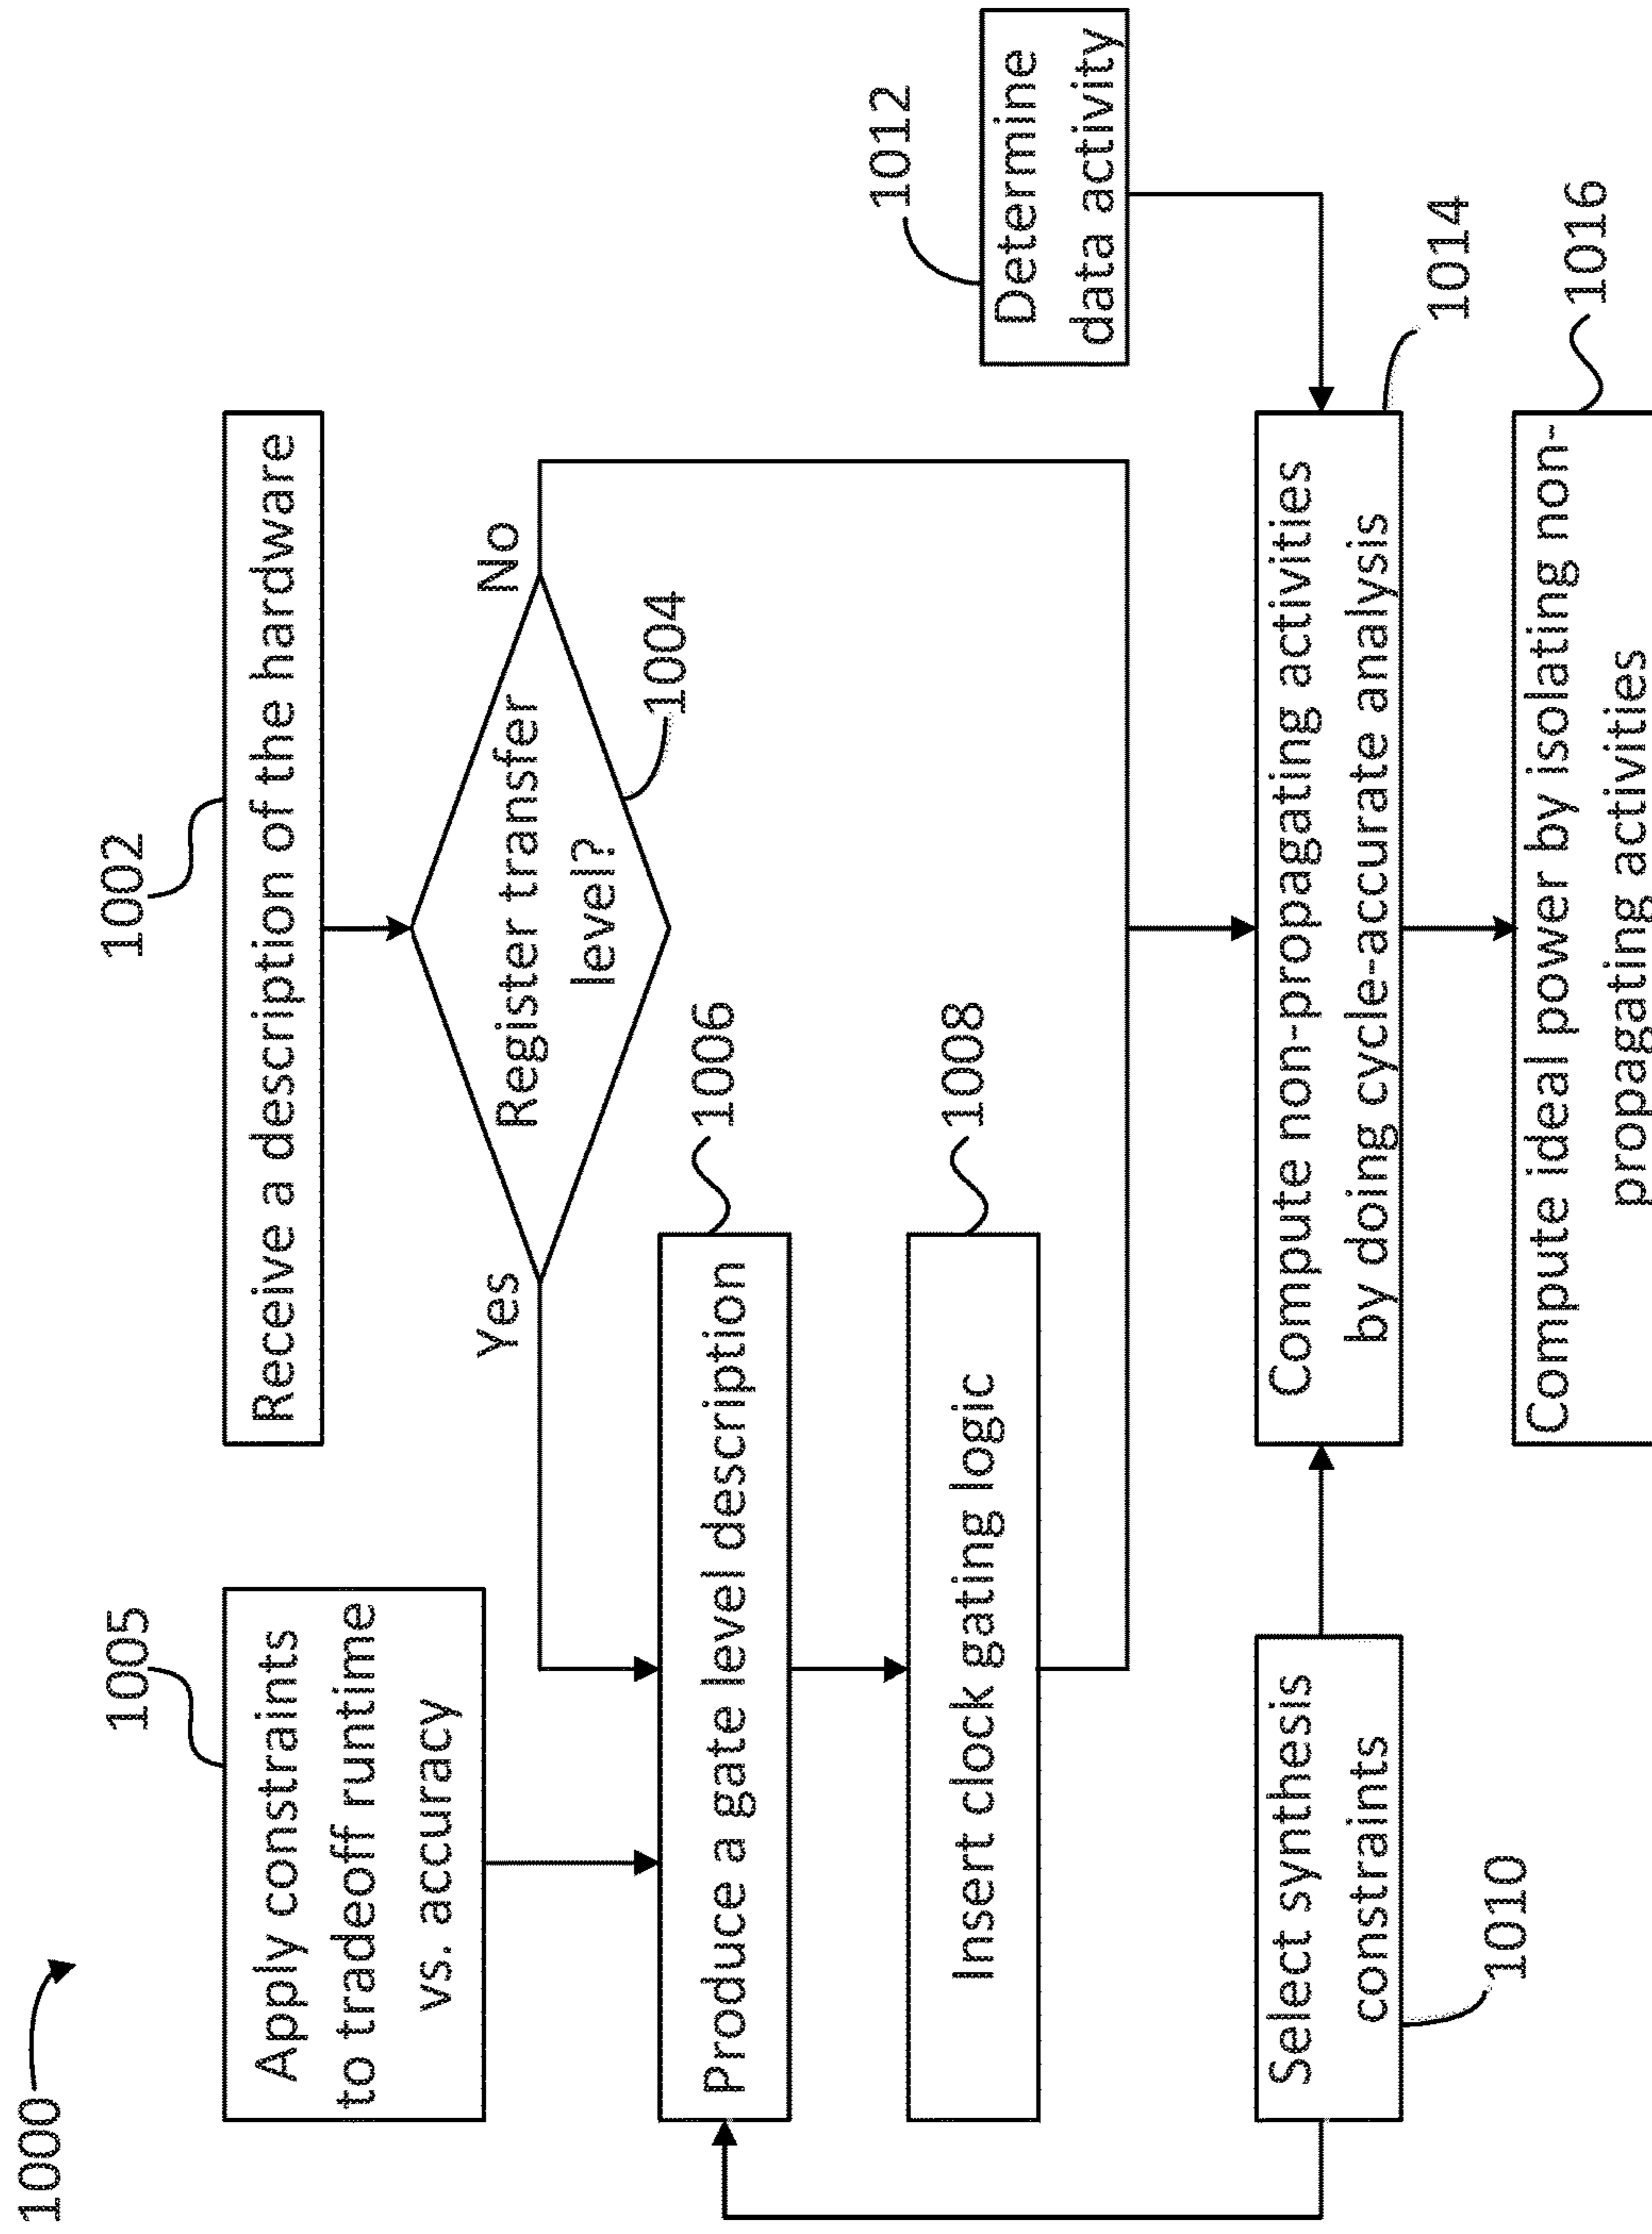 1000
1002
Receive a description of the hardware
1005
Apply constraints
to tradeoff runtime
vs. accuracy
Yes
No
Register transfer
level?
1004
1006
Produce a gate level description
1008
Insert clock gating logic
1012
Determine
data activity
Select synthesis
constraints
1010
Compute non-propagating activities
by doing cycle-accurate analysis
1014
Compute ideal power by isolating non-
propagating activities
1016